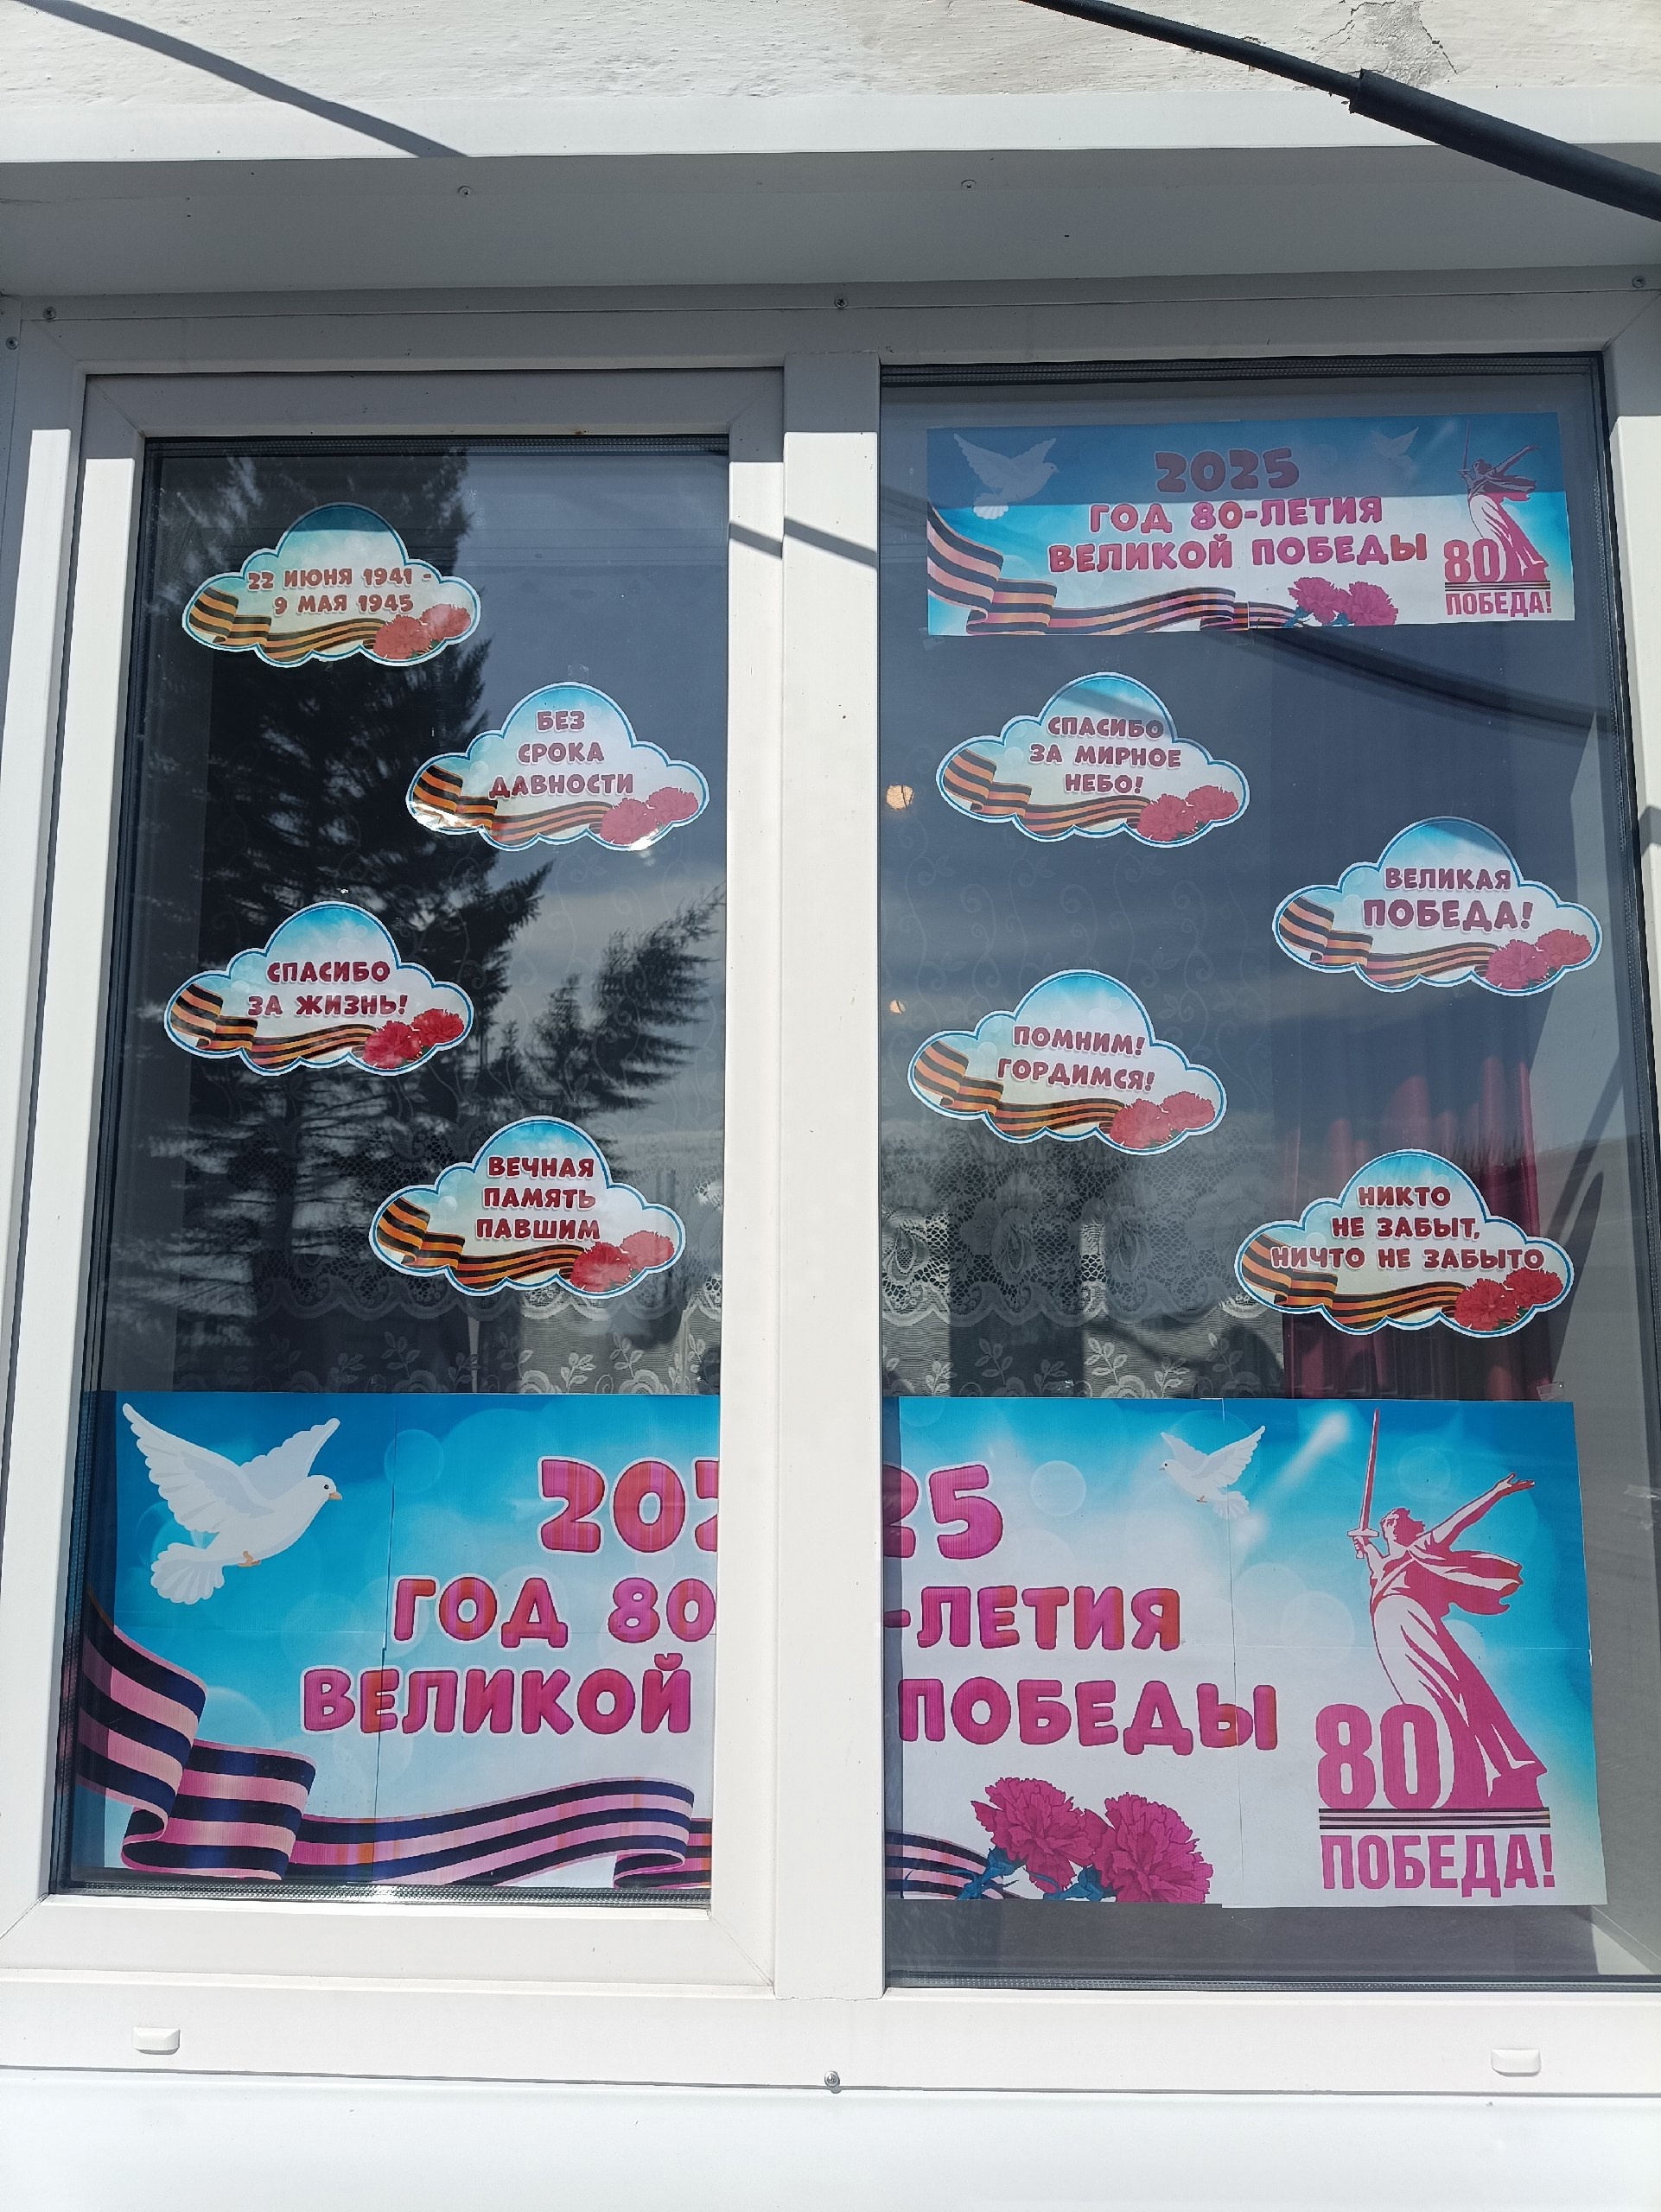 22 ИЮНЯ 1941 -
9 МАЯ 1945
БЕЗ
СРОКА
ДАВНОСТИ
СПАСИБО
ЗА ЖИЗНЬ!
ВЕЧНАЯ
ПАМЯТЬ
ПАВШИМ
2025
ГОД 80-ЛЕТИЯ
ВЕЛИКОЙ ПОБЕДЫ
80
ПОБЕДА!
СПАСИБО
ЗА МИРНОЕ
НЕБО!
ВЕЛИКАЯ
ПОБЕДА!
ПОМНИМ!
ГОРДИМСЯ!
НИКТО
НЕ ЗАБЫТ,
НИЧТО НЕ ЗАБЫТО
2025
ГОД 80-ЛЕТИЯ
ВЕЛИКОЙ ПОБЕДЫ
80
ПОБЕДА!